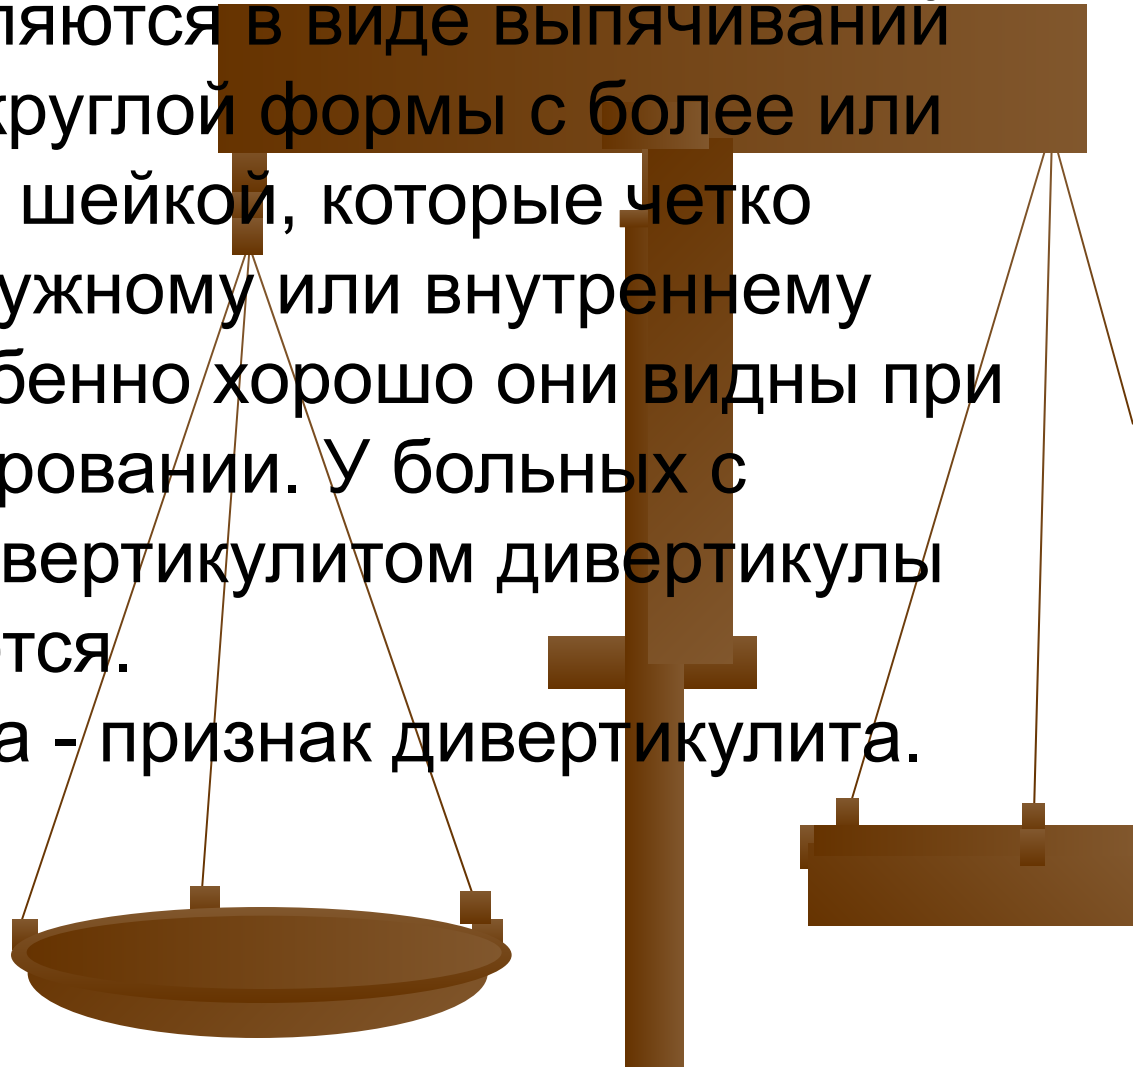 ляются в виде выпячиваний
круглой формы с более или
шейкой, которые четко
ужному или внутреннему
бенно хорошо они видны при
ровании. У больных с
вертикулитом дивертикулы
тся.
а - признак дивертикулита.